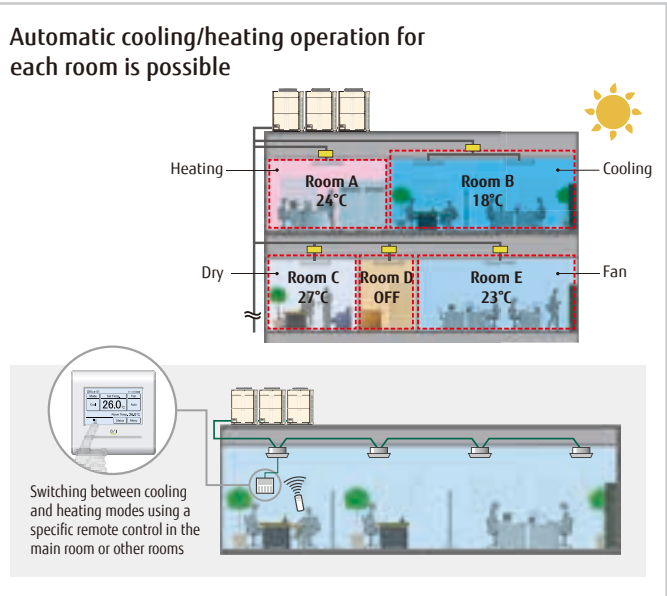 Automatic cooling/heating operation for
each room is possible
Heating
Room A
24°C
Room B
18°C
Cooling
Dry
Room C
27°C
Room D
OFF
Room E
23°C
Fan
Mode
Fan
26.0
Switching between cooling
and heating modes using a
specific remote control in the
main room or other rooms